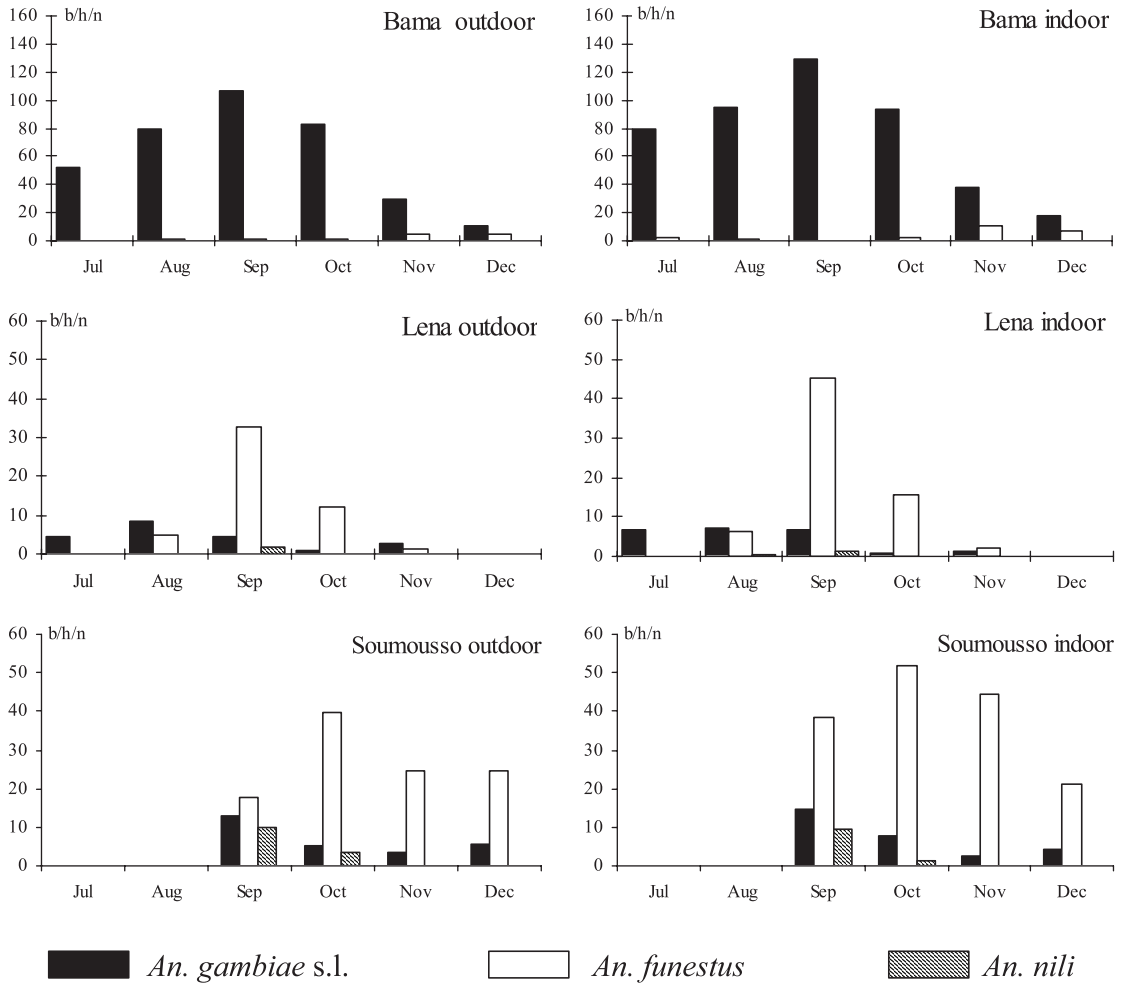 b/h/n
Bama outdoor
160
140
120
100
80
60
40
20
0
Jul Aug Sep Oct Nov Dec
b/h/n
Bama indoor
160
140
120
100
80
60
40
20
0
Jul Aug Sep Oct Nov Dec
b/h/n
Lena outdoor
60
50
40
30
20
10
0
Jul Aug Sep Oct Nov Dec
b/h/n
Lena indoor
60
50
40
30
20
10
0
Jul Aug Sep Oct Nov Dec
b/h/n
Soumousso outdoor
60
50
40
30
20
10
0
Jul Aug Sep Oct Nov Dec
b/h/n
Soumousso indoor
60
50
40
30
20
10
0
Jul Aug Sep Oct Nov Dec
An. gambiae s.l. An. funestus An. nili